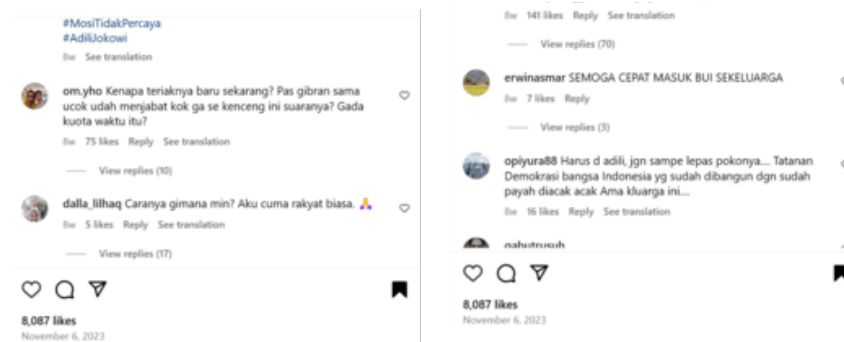 #MosiTidakPercaya
#AdiliJokowi
8w See translation
om.yho Kenapa teriaknya baru sekarang? Pas gibran sama
ucok udah menjabat kok ga se kenceng ini suaranya? Gada
kuota waktu itu?
8w 75 likes Reply See translation
View replies (10)
dalla_lilhaq Caranya gimana min? Aku cuma rakyat biasa. 🙏
8w 5 likes Reply See translation
View replies (17)
8,087 likes
November 6, 2023
8w 141 likes Reply See translation
View replies (70)
erwinasmar SEMOGA CEPAT MASUK BUI SEKELUARGA
8w 7 likes Reply
View replies (3)
opiyura88 Harus d adili, jgn sampe lepas pokonya.... Tatanan
Demokrasi bangsa Indonesia yg sudah dibangun dgn sudah
payah diacak acak Ama kluarga ini....
8w 16 likes Reply See translation
8,087 likes
November 6, 2023